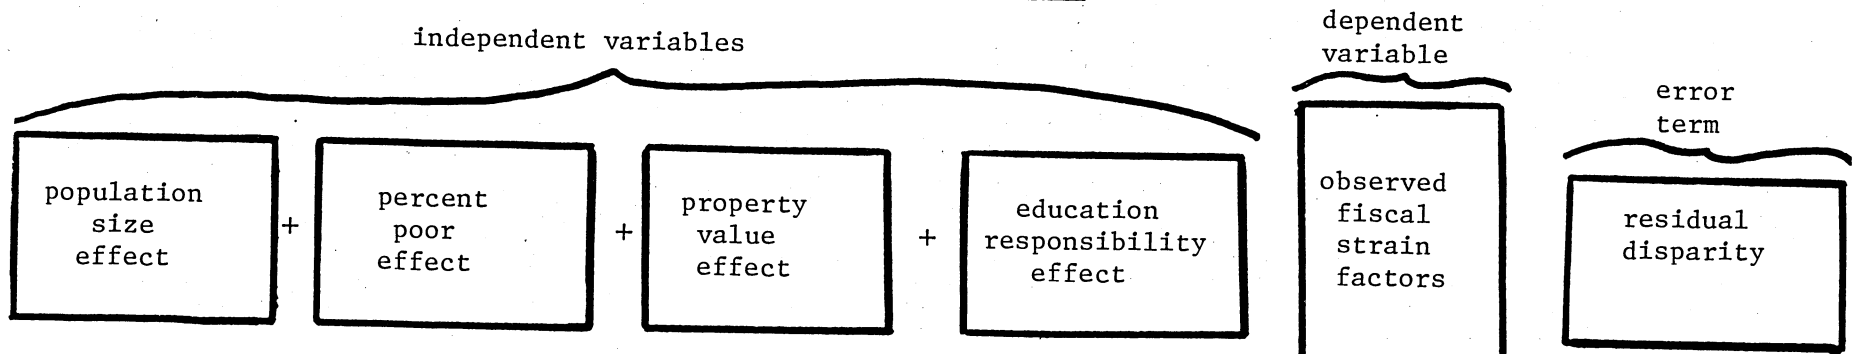 independent variables
dependent
variable
error
term
population
size
effect
+
percent
poor
effect
+
property
value
effect
+
education
responsibility
effect
observed
fiscal
strain
factors
residual
disparity